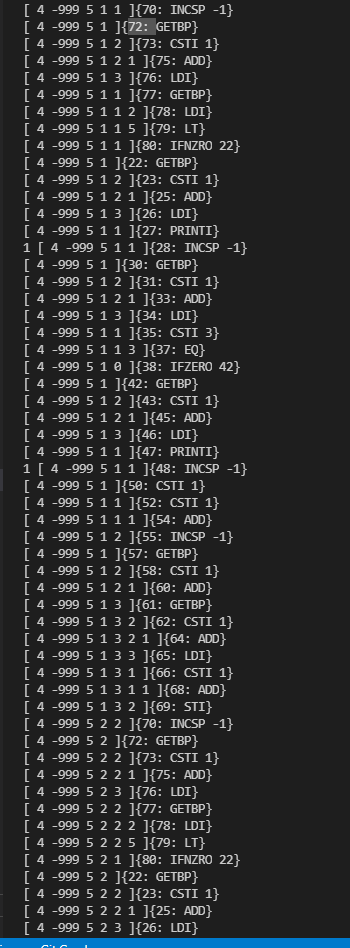 [ 4 -999 5 1 1 ]{70: INCSP -1}
[ 4 -999 5 1 ]{72: GETBP}
[ 4 -999 5 1 2 ]{73: CSTI 1}
[ 4 -999 5 1 2 1 ]{75: ADD}
[ 4 -999 5 1 3 ]{76: LDI}
[ 4 -999 5 1 1 ]{77: GETBP}
[ 4 -999 5 1 1 2 ]{78: LDI}
[ 4 -999 5 1 1 5 ]{79: LT}
[ 4 -999 5 1 1 ]{80: IFNZRO 22}
[ 4 -999 5 1 ]{22: GETBP}
[ 4 -999 5 1 2 ]{23: CSTI 1}
[ 4 -999 5 1 2 1 ]{25: ADD}
[ 4 -999 5 1 3 ]{26: LDI}
[ 4 -999 5 1 1 ]{27: PRINTI}
1 [ 4 -999 5 1 1 ]{28: INCSP -1}
[ 4 -999 5 1 ]{30: GETBP}
[ 4 -999 5 1 2 ]{31: CSTI 1}
[ 4 -999 5 1 2 1 ]{33: ADD}
[ 4 -999 5 1 3 ]{34: LDI}
[ 4 -999 5 1 1 ]{35: CSTI 3}
[ 4 -999 5 1 1 3 ]{37: EQ}
[ 4 -999 5 1 0 ]{38: IFZERO 42}
[ 4 -999 5 1 ]{42: GETBP}
[ 4 -999 5 1 2 ]{43: CSTI 1}
[ 4 -999 5 1 2 1 ]{45: ADD}
[ 4 -999 5 1 3 ]{46: LDI}
[ 4 -999 5 1 1 ]{47: PRINTI}
1 [ 4 -999 5 1 1 ]{48: INCSP -1}
[ 4 -999 5 1 ]{50: CSTI 1}
[ 4 -999 5 1 1 ]{52: CSTI 1}
[ 4 -999 5 1 1 1 ]{54: ADD}
[ 4 -999 5 1 2 ]{55: INCSP -1}
[ 4 -999 5 1 ]{57: GETBP}
[ 4 -999 5 1 2 ]{58: CSTI 1}
[ 4 -999 5 1 2 1 ]{60: ADD}
[ 4 -999 5 1 3 ]{61: GETBP}
[ 4 -999 5 1 3 2 ]{62: CSTI 1}
[ 4 -999 5 1 3 2 1 ]{64: ADD}
[ 4 -999 5 1 3 3 ]{65: LDI}
[ 4 -999 5 1 3 1 ]{66: CSTI 1}
[ 4 -999 5 1 3 1 1 ]{68: ADD}
[ 4 -999 5 1 3 2 ]{69: STI}
[ 4 -999 5 2 2 ]{70: INCSP -1}
[ 4 -999 5 2 ]{72: GETBP}
[ 4 -999 5 2 2 ]{73: CSTI 1}
[ 4 -999 5 2 2 1 ]{75: ADD}
[ 4 -999 5 2 3 ]{76: LDI}
[ 4 -999 5 2 2 ]{77: GETBP}
[ 4 -999 5 2 2 2 ]{78: LDI}
[ 4 -999 5 2 2 5 ]{79: LT}
[ 4 -999 5 2 1 ]{80: IFNZRO 22}
[ 4 -999 5 2 ]{22: GETBP}
[ 4 -999 5 2 2 ]{23: CSTI 1}
[ 4 -999 5 2 2 1 ]{25: ADD}
[ 4 -999 5 2 3 ]{26: LDI}